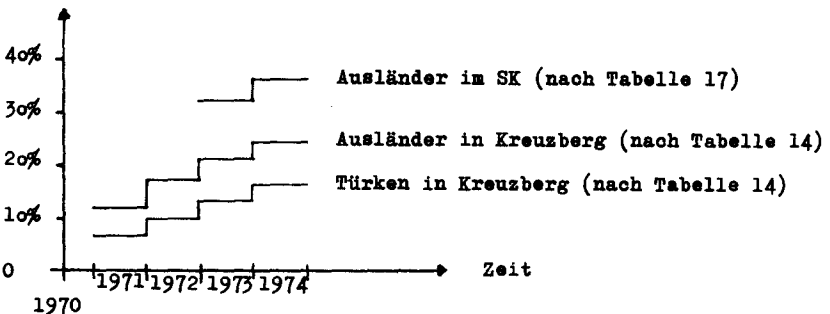 40%
Ausländer im SK (nach Tabelle 17)
30%
Ausländer in Kreuzberg (nach Tabelle 14)
20%
Türken in Kreuzberg (nach Tabelle 14)
10%
0
Zeit
1971 1972 1973 1974
1970